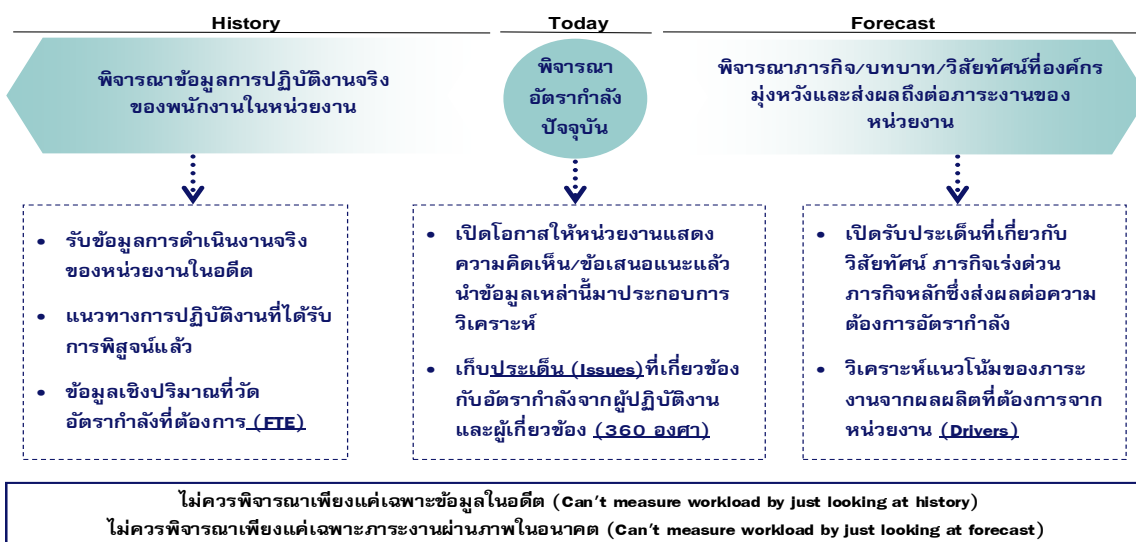 History
Today
Forecast
พิจารณาข้อมูลการปฏิบัติงานจริง
ของพนักงานในหน่วยงาน
พิจารณา
อัตรากำลัง
ปัจจุบัน
พิจารณาภารกิจ/บทบาท/วิสัยทัศน์ที่องค์กร
มุ่งหวังและส่งผลถึงต่อภาระงานของ
หน่วยงาน
• รับข้อมูลการดำเนินงานจริง
ของหน่วยงานในอดีต
• แนวทางการปฏิบัติงานที่ได้รับ
การพิสูจน์แล้ว
• ข้อมูลเชิงปริมาณที่วัด
อัตรากำลังที่ต้องการ (FTE)
• เปิดโอกาสให้หน่วยงานแสดง
ความคิดเห็น/ข้อเสนอแนะแล้ว
นำข้อมูลเหล่านี้มาประกอบการ
วิเคราะห์
• เก็บประเด็น (Issues)ที่เกี่ยวข้อง
กับอัตรากำลังจากผู้ปฏิบัติงาน
และผู้เกี่ยวข้อง (360 องศา)
• เปิดรับประเด็นที่เกี่ยวกับ
วิสัยทัศน์ ภารกิจเร่งด่วน
ภารกิจหลักซึ่งส่งผลต่อความ
ต้องการอัตรากำลัง
• วิเคราะห์แนวโน้มของภาระ
งานจากผลผลิตที่ต้องการจาก
หน่วยงาน (Drivers)
ไม่ควรพิจารณาเพียงแค่เฉพาะข้อมูลในอดีต (Can't measure workload by just looking at history)
ไม่ควรพิจารณาเพียงแค่เฉพาะภาระงานผ่านภาพในอนาคต (Can't measure workload by just looking at forecast)